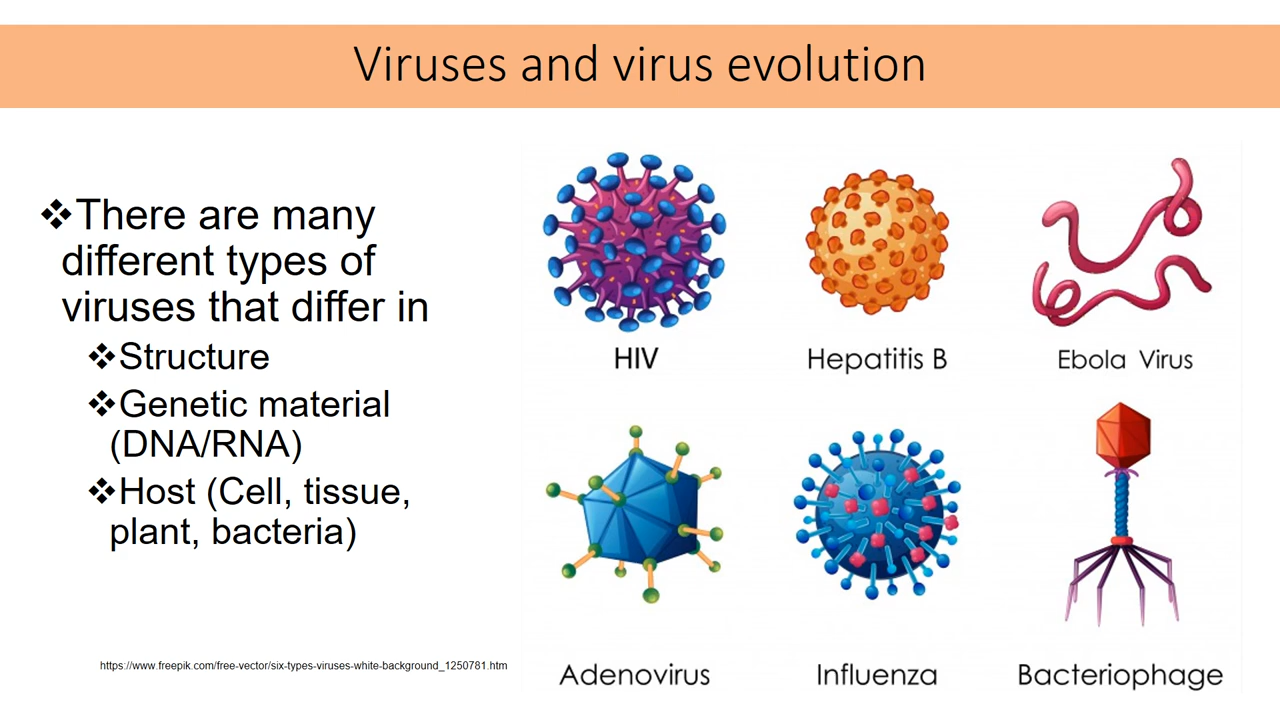 Viruses and virus evolution
❖There are many
different types of
viruses that differ in
❖Structure
❖Genetic material
(DNA/RNA)
❖Host (Cell, tissue,
plant, bacteria)
HIV
Hepatitis B
Ebola Virus
Adenovirus
Influenza
Bacteriophage
https://www.freepik.com/free-vector/six-types-viruses-white-background_1250781.htm